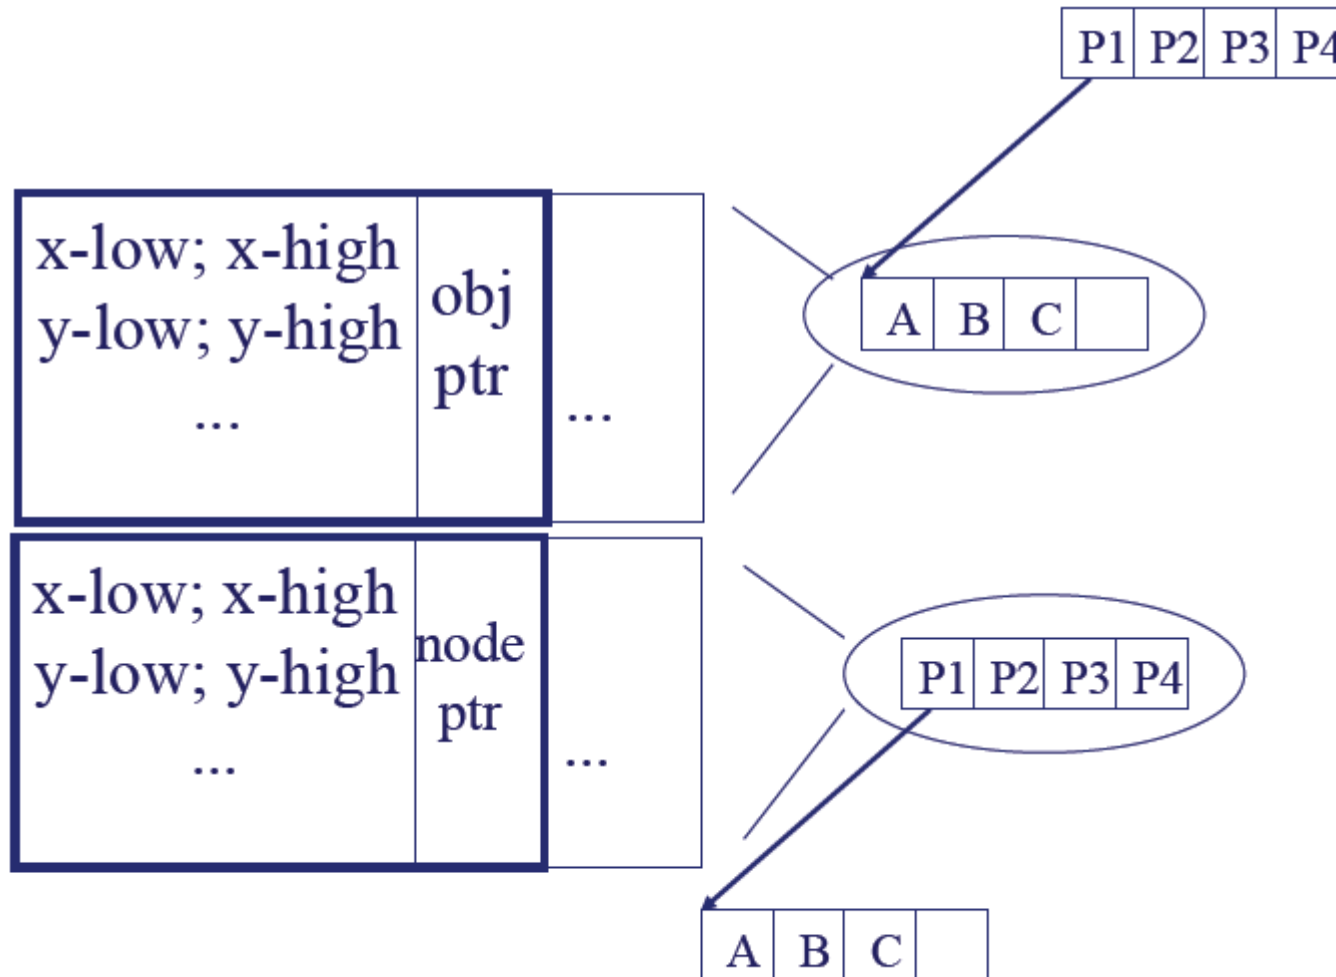 P1 P2 P3 P4
x-low; x-high
y-low; y-high
...
obj
ptr
...
A B C
x-low; x-high
y-low; y-high
...
node
ptr
...
P1 P2 P3 P4
A B C